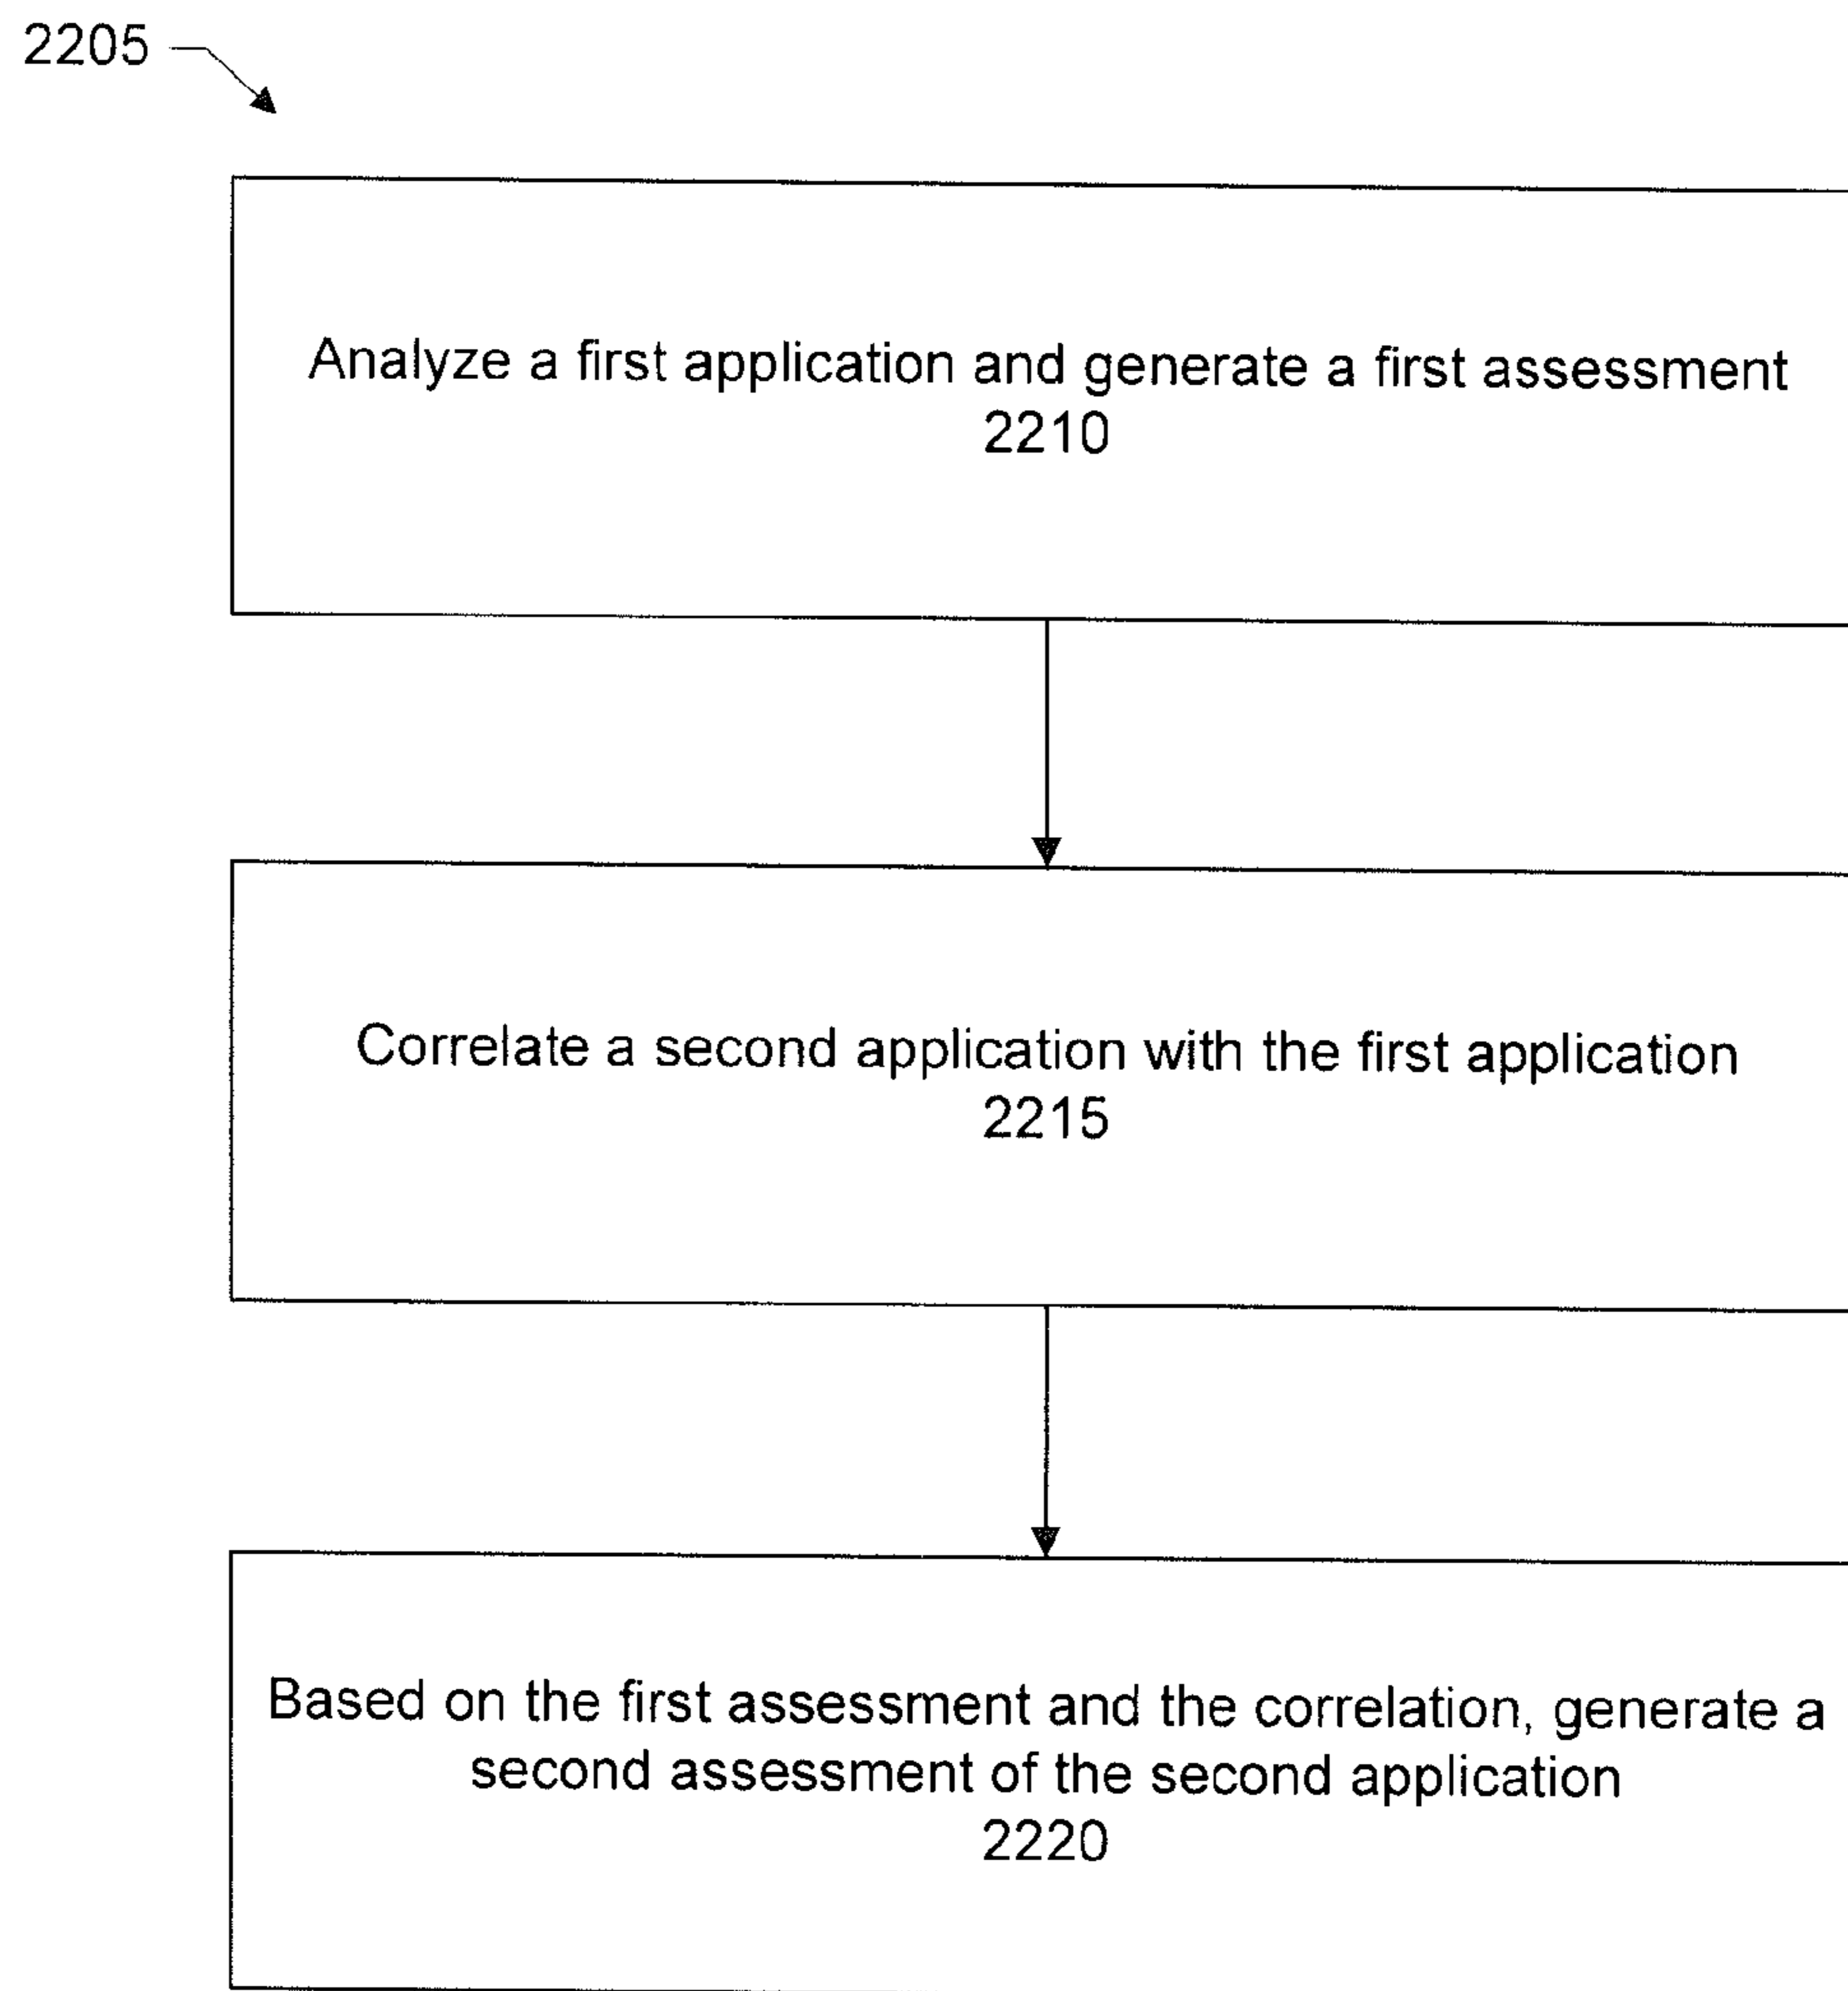 2205
Analyze a first application and generate a first assessment
2210
Correlate a second application with the first application
2215
Based on the first assessment and the correlation, generate a
second assessment of the second application
2220